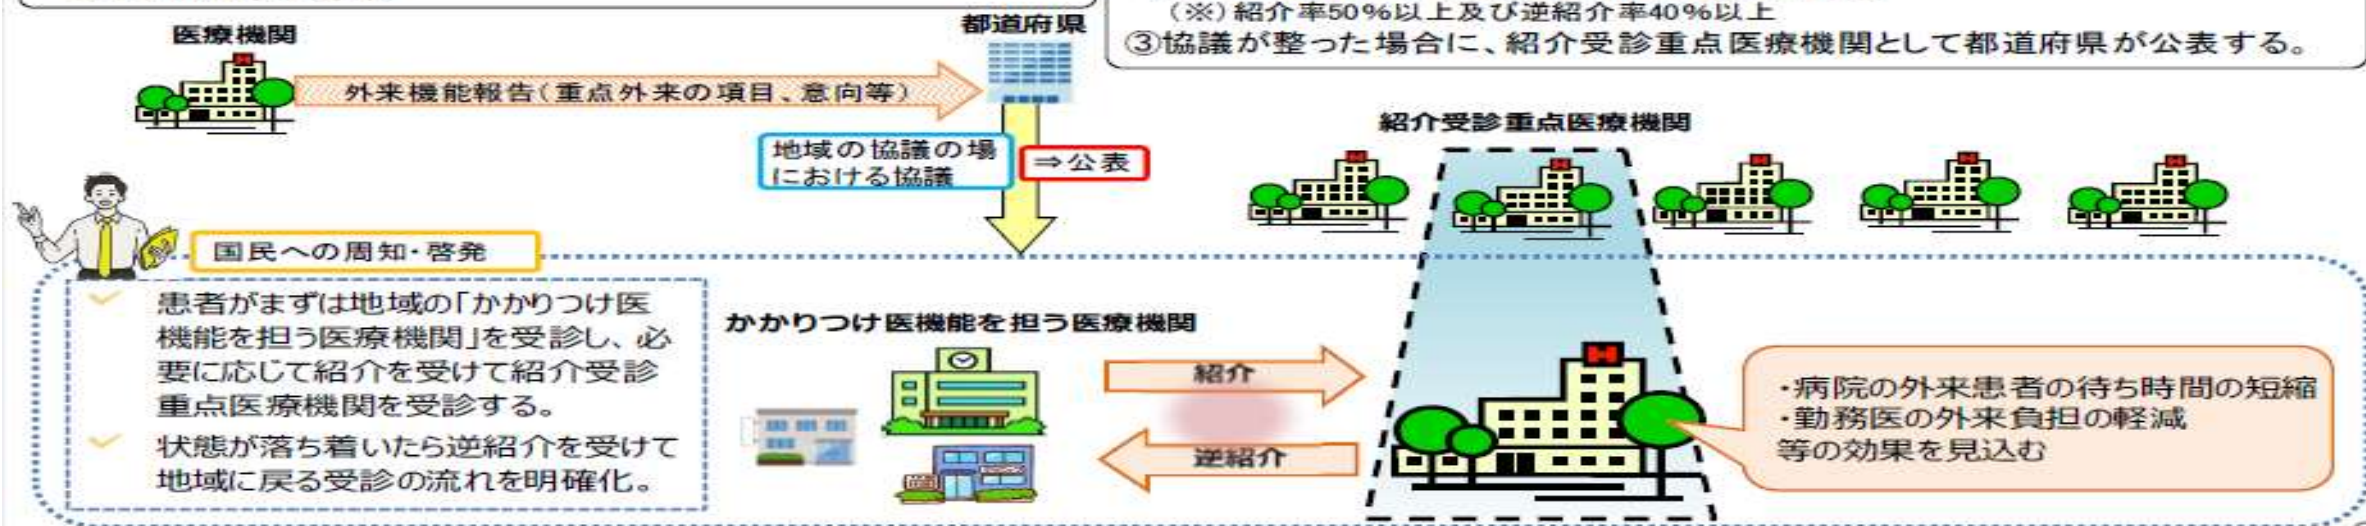 (※)紹介率50%以上及び逆紹介率40%以上
③協議が整った場合に、紹介受診重点医療機関として都道府県が公表する。
医療機関
都道府県
外来機能報告(重点外来の項目、意向等)
地域の協議の場
における協議
⇒公表
紹介受診重点医療機関
国民への周知・啓発
患者がまずは地域の「かかりつけ医
機能を担う医療機関」を受診し、必
要に応じて紹介を受けて紹介受診
重点医療機関を受診する。
状態が落ち着いたら逆紹介を受けて
地域に戻る受診の流れを明確化。
かかりつけ医機能を担う医療機関
紹介
逆紹介
・病院の外来患者の待ち時間の短縮
・勤務医の外来負担の軽減
等の効果を見込む